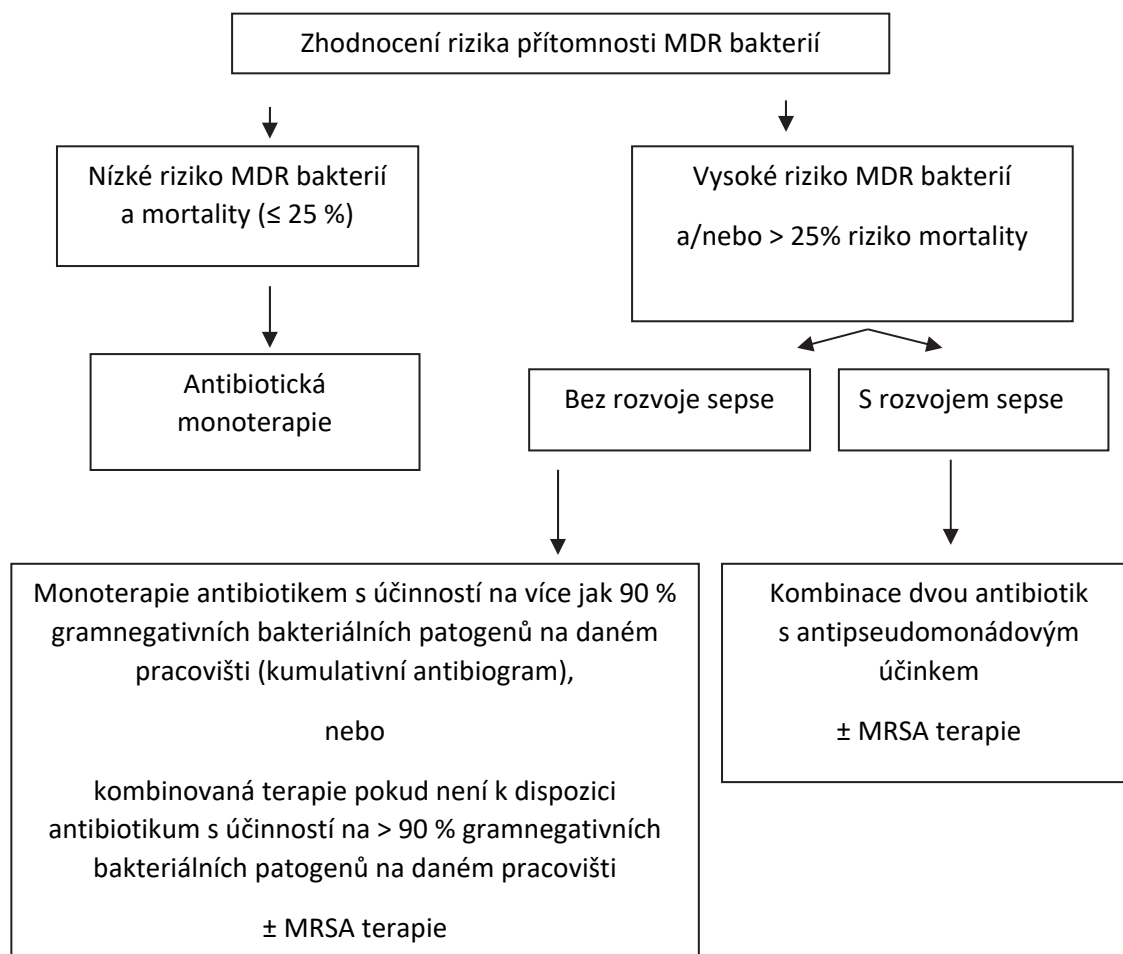 Zhodnocení rizika přítomnosti MDR bakterií
Nízké riziko MDR bakterií
a mortality (≤ 25 %)
Vysoké riziko MDR bakterií
a/nebo > 25% riziko mortality
Antibiotická
monoterapie
Bez rozvoje sepse
S rozvojem sepse
Monoterapie antibiotikem s účinností na více jak 90 %
gramnegativních bakteriálních patogenů na daném
pracovišti (kumulativní antibiogram),
nebo
kombinovaná terapie pokud není k dispozici
antibiotikum s účinností na > 90 % gramnegativních
bakteriálních patogenů na daném pracovišti
± MRSA terapie
Kombinace dvou antibiotik
s antipseudomonádovým
účinkem
± MRSA terapie